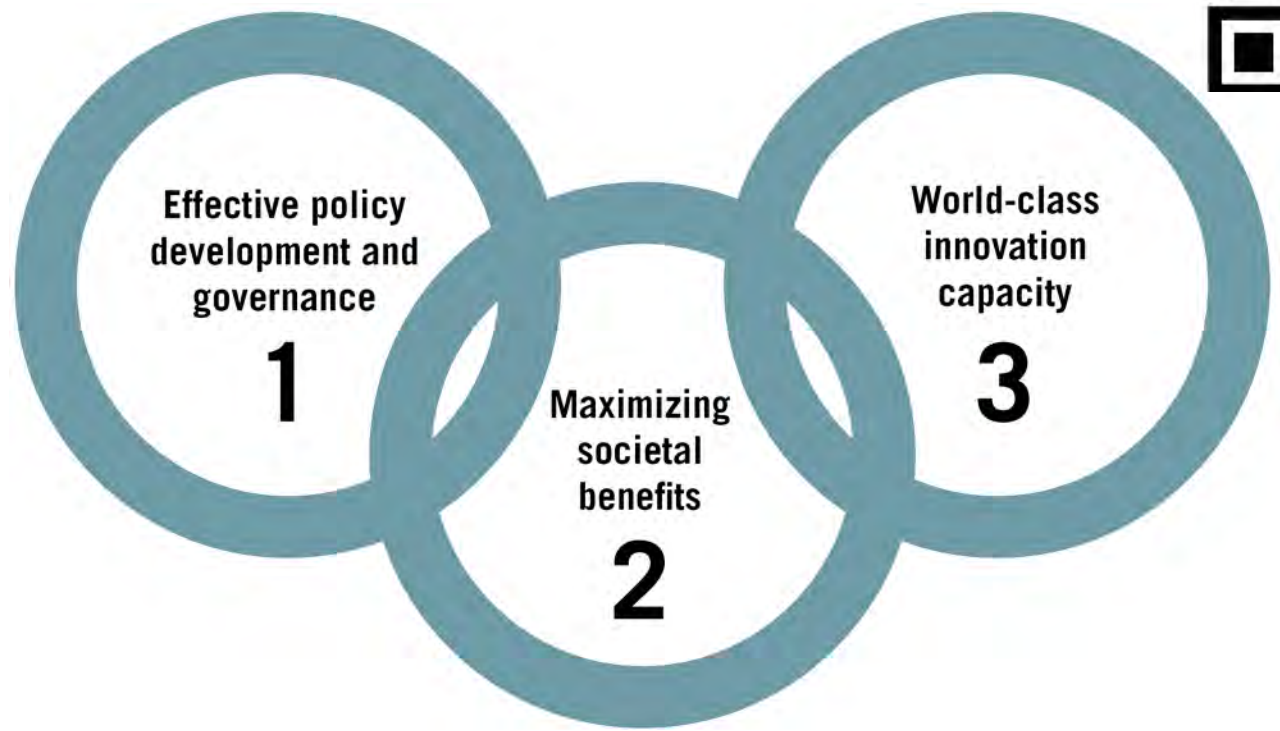 Effective policy
development and
governance
1
Maximizing
societal
benefits
2
World-class
innovation
capacity
3